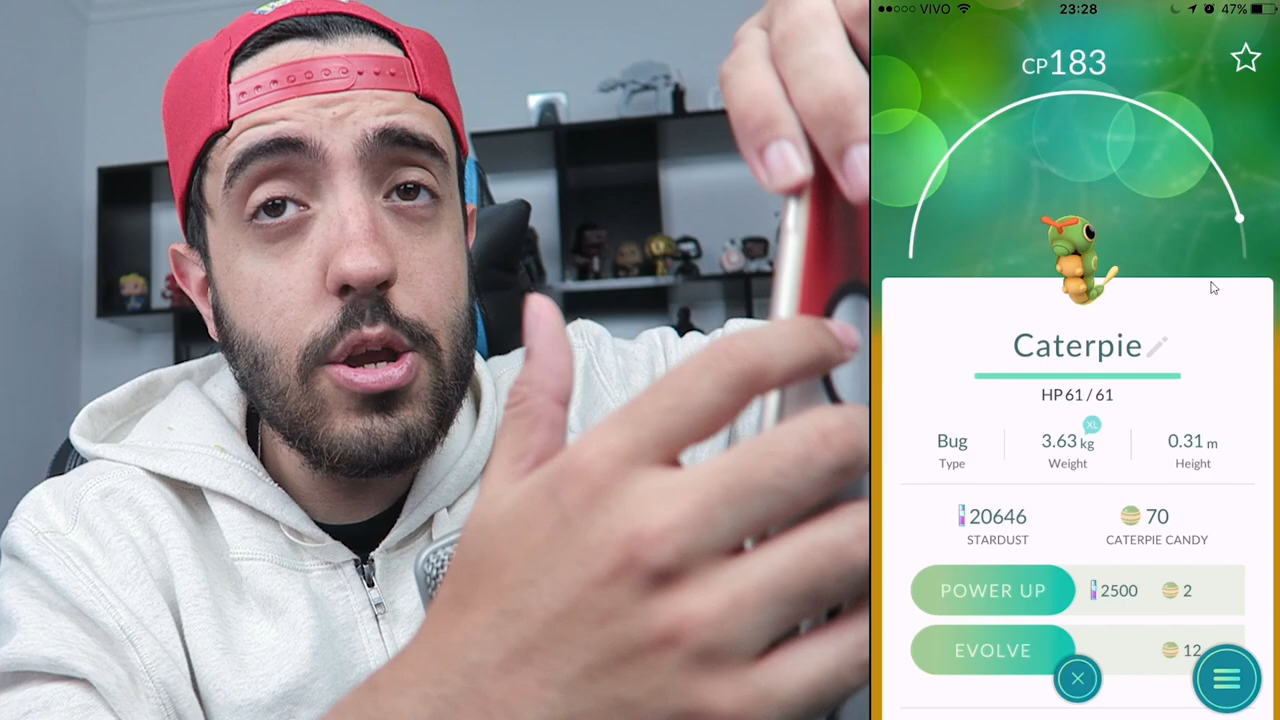 VIVO 23:28 47%
CP183
Caterpie
HP 61 / 61
XL
Bug 3.63 kg 0.31 m
Type Weight Height
20646 70
STARDUST CATERPIE CANDY
POWER UP 2500 2
EVOLVE 12